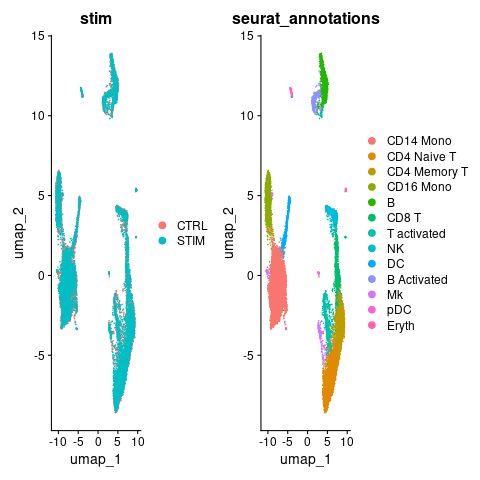 stim
seurat_annotations
15
10
5
0
-5
umap_2
-10 -5 0 5 10
umap_1
CTRL
STIM
15
10
5
0
-5
umap_2
-10 -5 0 5 10
umap_1
CD14 Mono
CD4 Naive T
CD4 Memory T
CD16 Mono
B
CD8 T
T activated
NK
DC
B Activated
Mk
pDC
Eryth